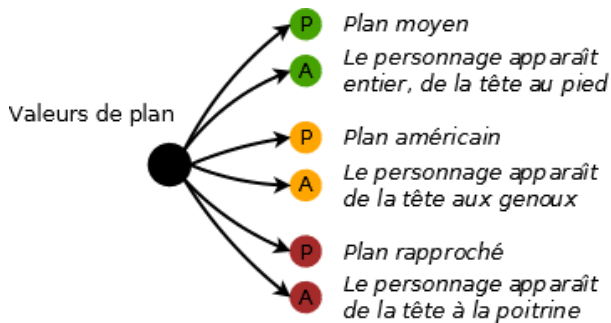 P Plan moyen
A Le personnage apparaît
entier, de la tête au pied
Valeurs de plan
P Plan américain
A Le personnage apparaît
de la tête aux genoux
P Plan rapproché
A Le personnage apparaît
de la tête à la poitrine